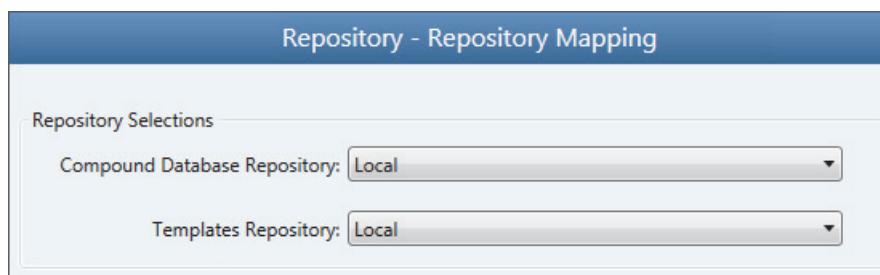 Repository - Repository Mapping
Repository Selections
Compound Database Repository: Local
Templates Repository: Local